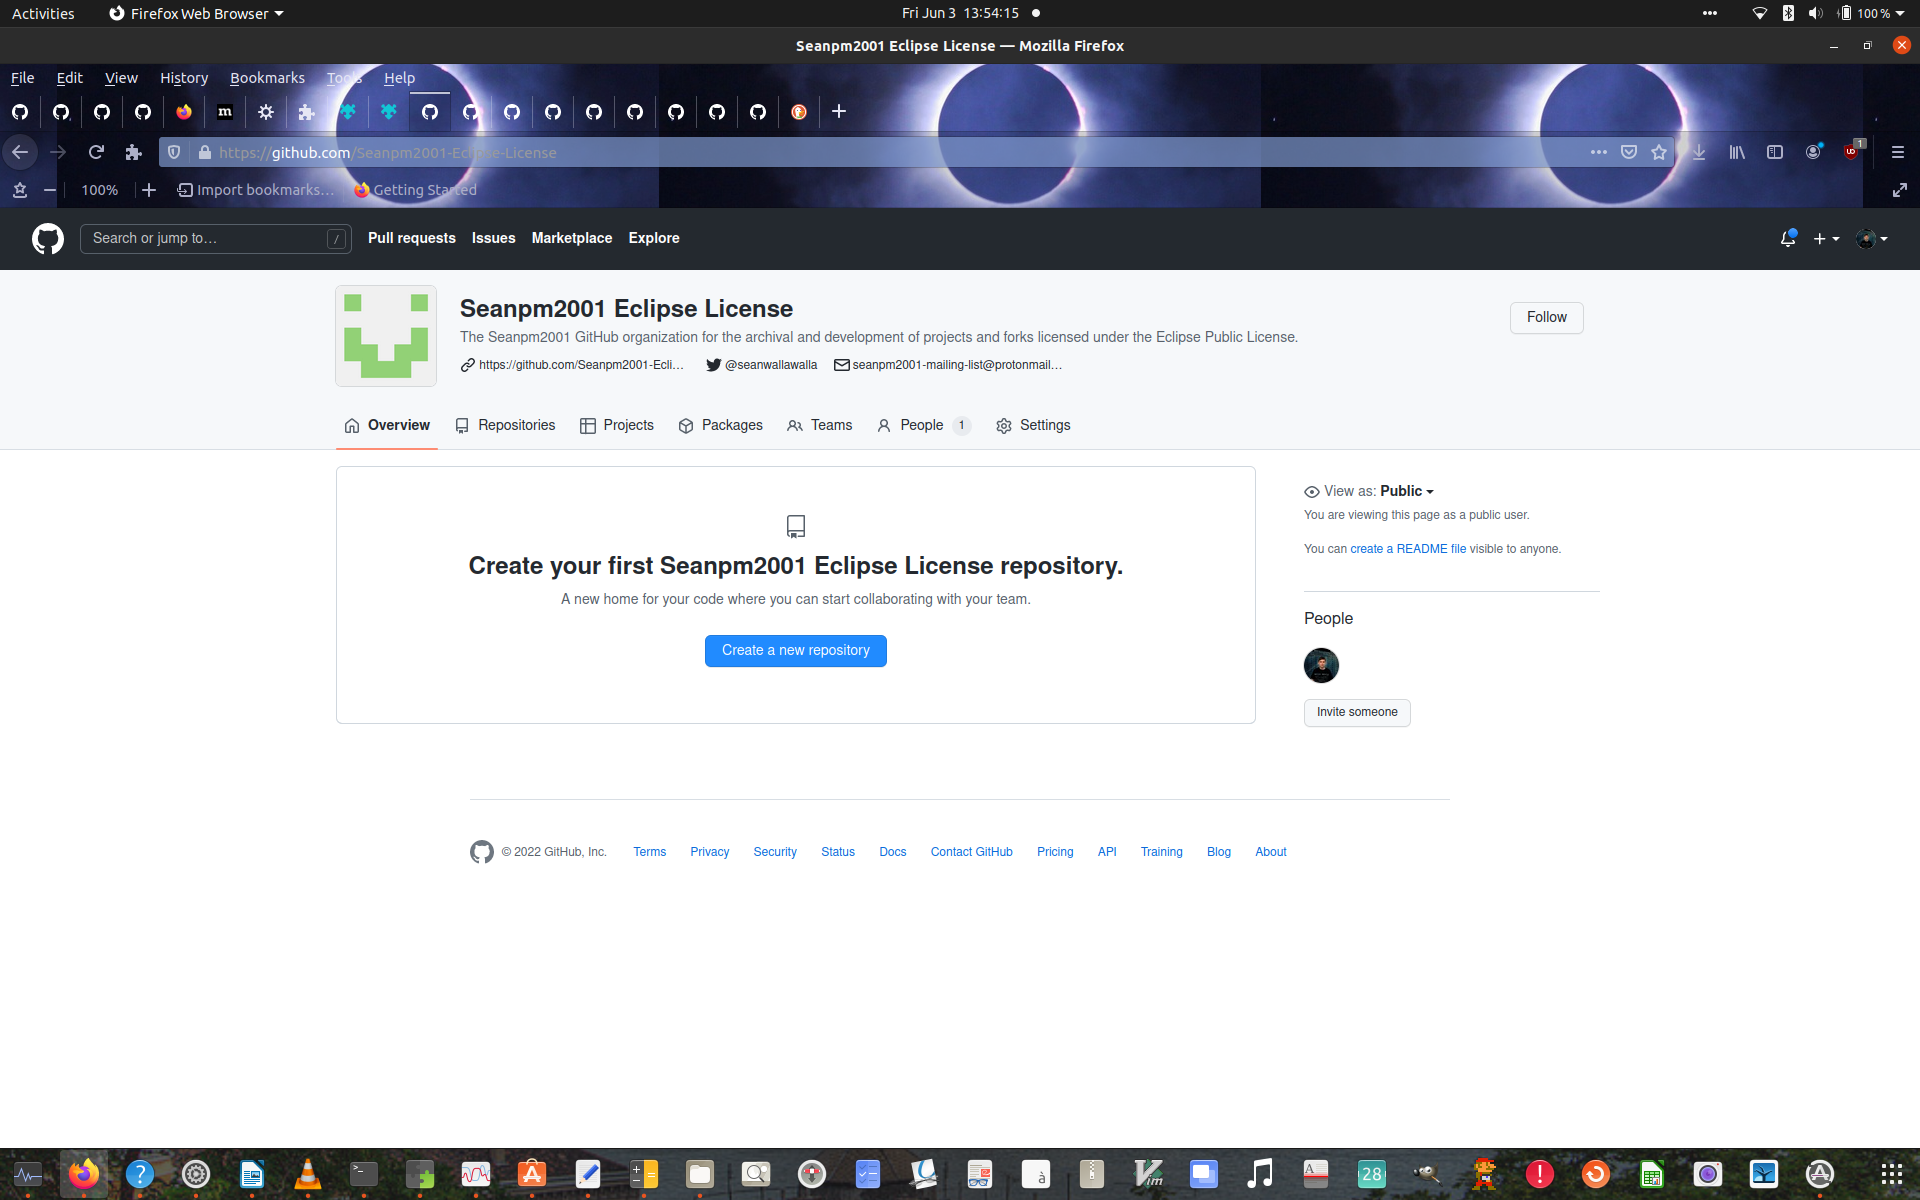 Activities Firefox Web Browser Fri Jun 3 13:54:15 100 %
Seanpm2001 Eclipse License — Mozilla Firefox
File Edit View History Bookmarks Tools Help
m
https://github.com/Seanpm2001-Eclipse-License 1
100% Import bookmarks... Getting Started
Search or jump to... / Pull requests Issues Marketplace Explore
Seanpm2001 Eclipse License
Follow
The Seanpm2001 GitHub organization for the archival and development of projects and forks licensed under the Eclipse Public License.
https://github.com/Seanpm2001-Ecli... @seanwallawalla seanpm2001-mailing-list@protonmail...
Overview Repositories Projects Packages Teams People 1 Settings
Create your first Seanpm2001 Eclipse License repository.
A new home for your code where you can start collaborating with your team.
Create a new repository
View as: Public
You are viewing this page as a public user.
You can create a README file visible to anyone.
People
Invite someone
© 2022 GitHub, Inc. Terms Privacy Security Status Docs Contact GitHub Pricing API Training Blog About
28